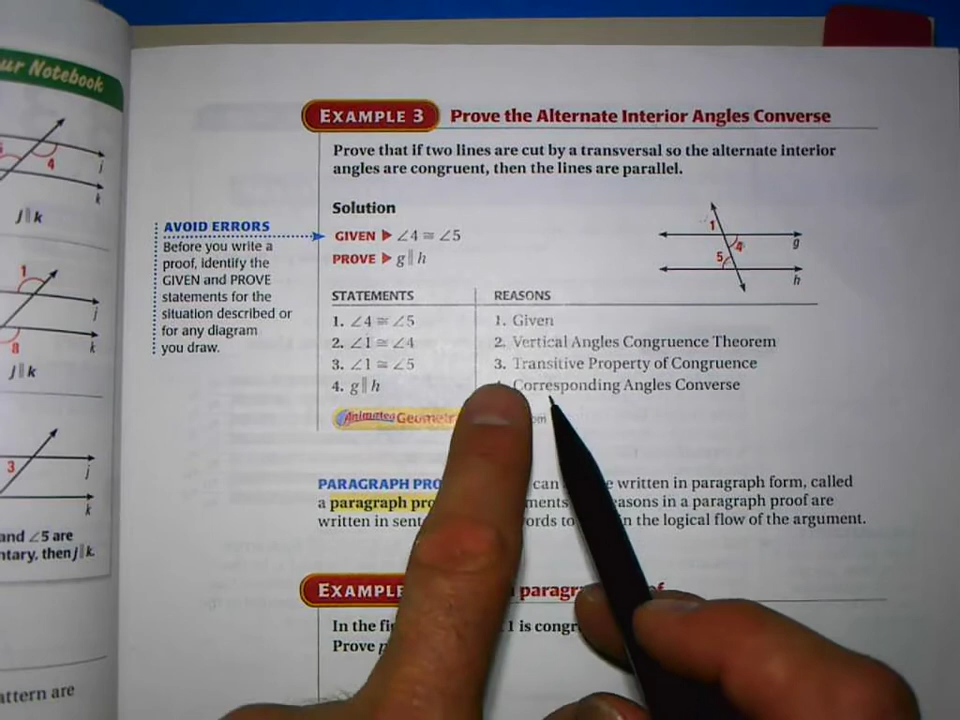 ur Notebook
4
j
k
j ∥ k
1
j
k
8
j ∥ k
3
j
k
and ∠5 are
ntary, then j ∥ k.
attern are
EXAMPLE 3 Prove the Alternate Interior Angles Converse
Prove that if two lines are cut by a transversal so the alternate interior
angles are congruent, then the lines are parallel.
AVOID ERRORS
Before you write a
proof, identify the
GIVEN and PROVE
statements for the
situation described or
for any diagram
you draw.
Solution
GIVEN ▶ ∠4 ≅ ∠5
PROVE ▶ g ∥ h
1
4
g
5
h
STATEMENTS REASONS
1. ∠4 ≅ ∠5 1. Given
2. ∠1 ≅ ∠4 2. Vertical Angles Congruence Theorem
3. ∠1 ≅ ∠5 3. Transitive Property of Congruence
4. g ∥ h Corresponding Angles Converse
Animated Geometr om
PARAGRAPH PRO can e written in paragraph form, called
a paragraph pro ments asons in a paragraph proof are
written in sent ords to n the logical flow of the argument.
EXAMPLE paragr f
In the fi 1 is congr
Prove p